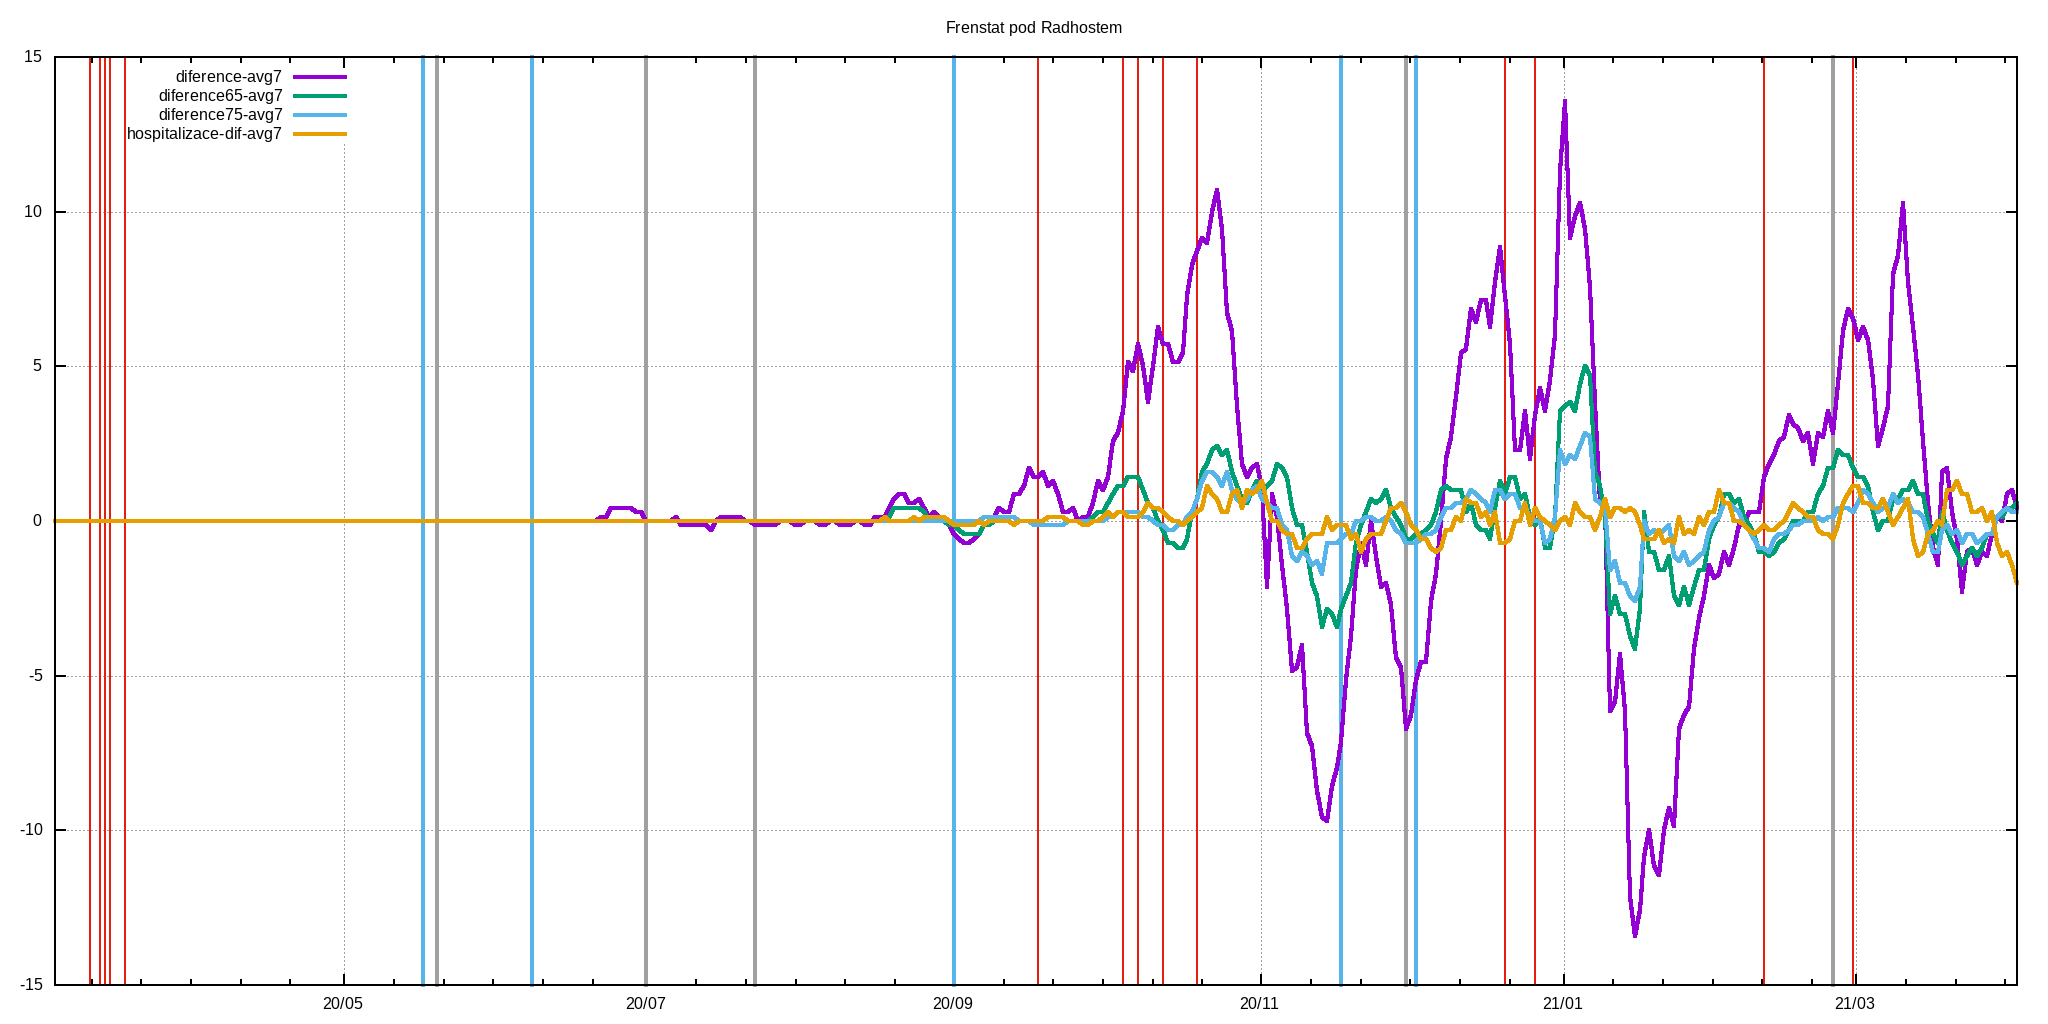 Frenstat pod Radhostem
15
diference-avg7
diference65-avg7
diference75-avg7
hospitalizace-dif-avg7
10
5
0
-5
-10
-15
20/05 20/07 20/09 20/11 21/01 21/03